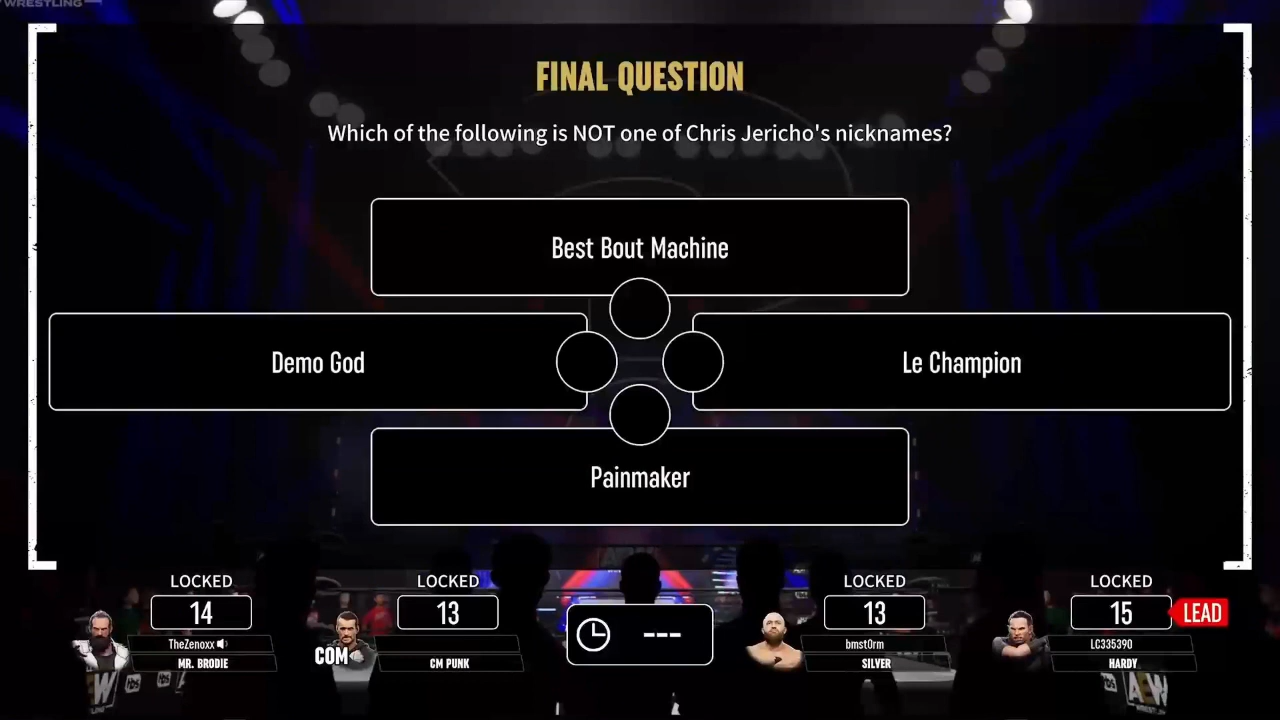 WRESTLING
FINAL QUESTION
Which of the following is NOT one of Chris Jericho's nicknames?
Best Bout Machine
Demo God
Le Champion
Painmaker
LOCKED
14
TheZenoxx
MR. BRODIE
LOCKED
13
COM
CM PUNK
---
LOCKED
13
bmst0rm
SILVER
LOCKED
15
LEAD
LC335390
HARDY